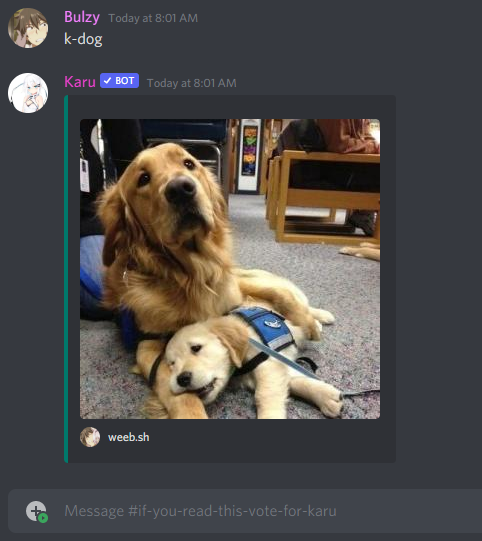 Bulzy Today at 8:01 AM
k-dog
Karu BOT Today at 8:01 AM
weeb.sh
Message #if-you-read-this-vote-for-karu